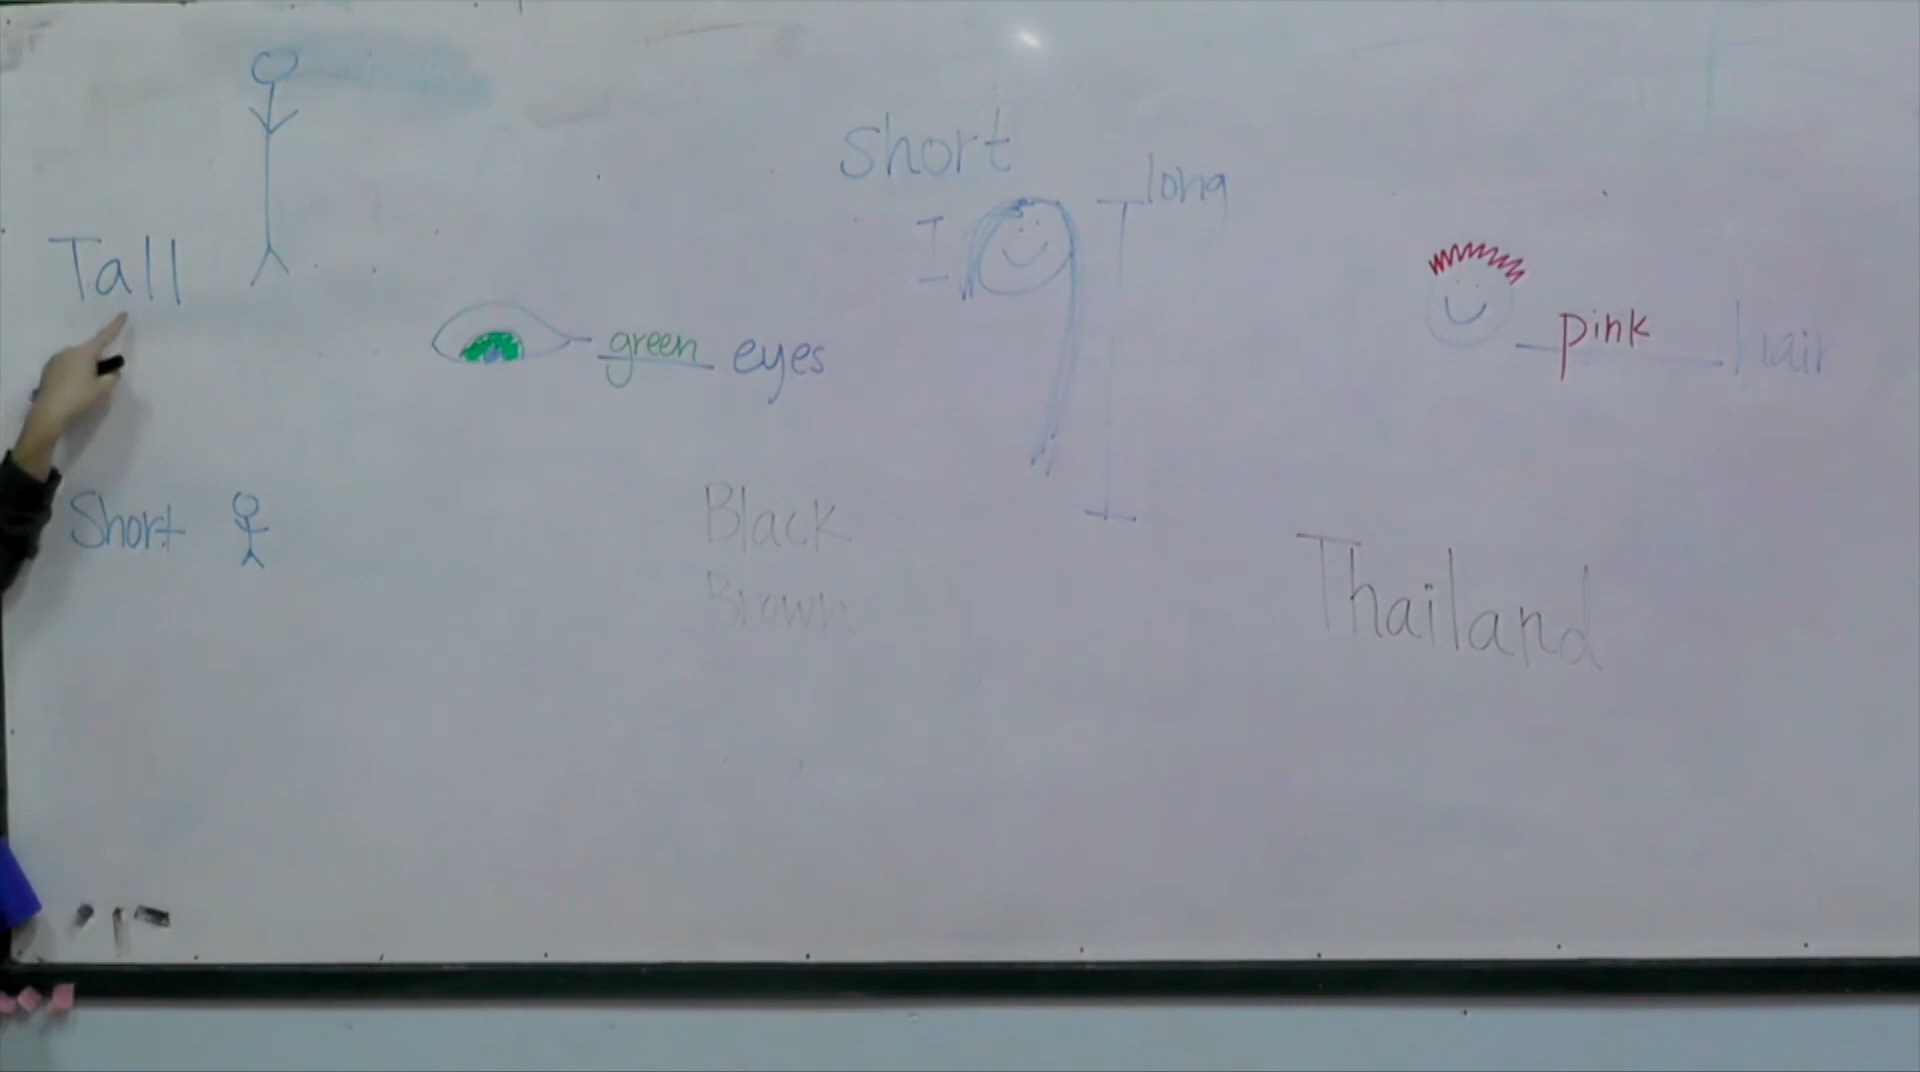 Tall
Short
green eyes
short
long
Black
Brown
pink hair
Thailand